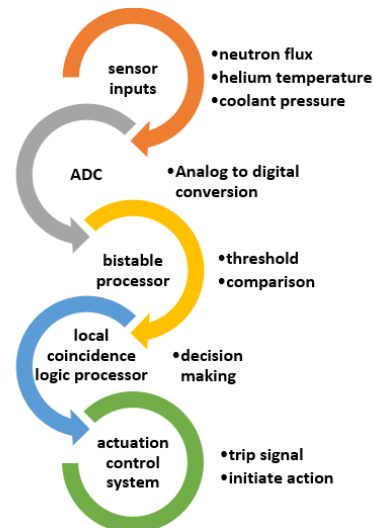 sensor
inputs
•neutron flux
•helium temperature
•coolant pressure
ADC
•Analog to digital
conversion
bistable
processor
•threshold
•comparison
local
coincidence
logic processor
•decision
making
actuation
control
system
•trip signal
•initiate action